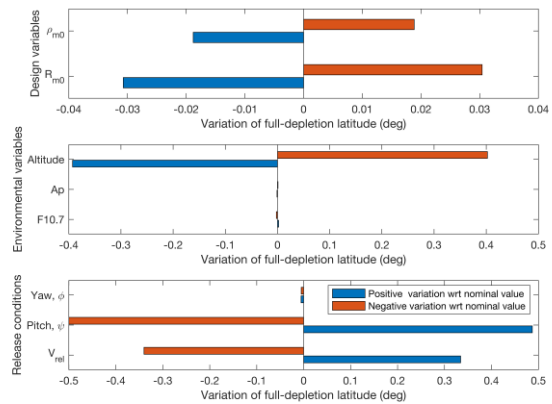 Design variables
ρm0
Rm0
-0.04 -0.03 -0.02 -0.01 0 0.01 0.02 0.03 0.04
Variation of full-depletion latitude (deg)
Environmental variables
Altitude
Ap
F10.7
-0.4 -0.3 -0.2 -0.1 0 0.1 0.2 0.3 0.4 0.5
Variation of full-depletion latitude (deg)
Release conditions
Yaw, ϕ
Pitch, ψ
Vrel
Positive variation wrt nominal value
Negative variation wrt nominal value
-0.5 -0.4 -0.3 -0.2 -0.1 0 0.1 0.2 0.3 0.4 0.5
Variation of full-depletion latitude (deg)